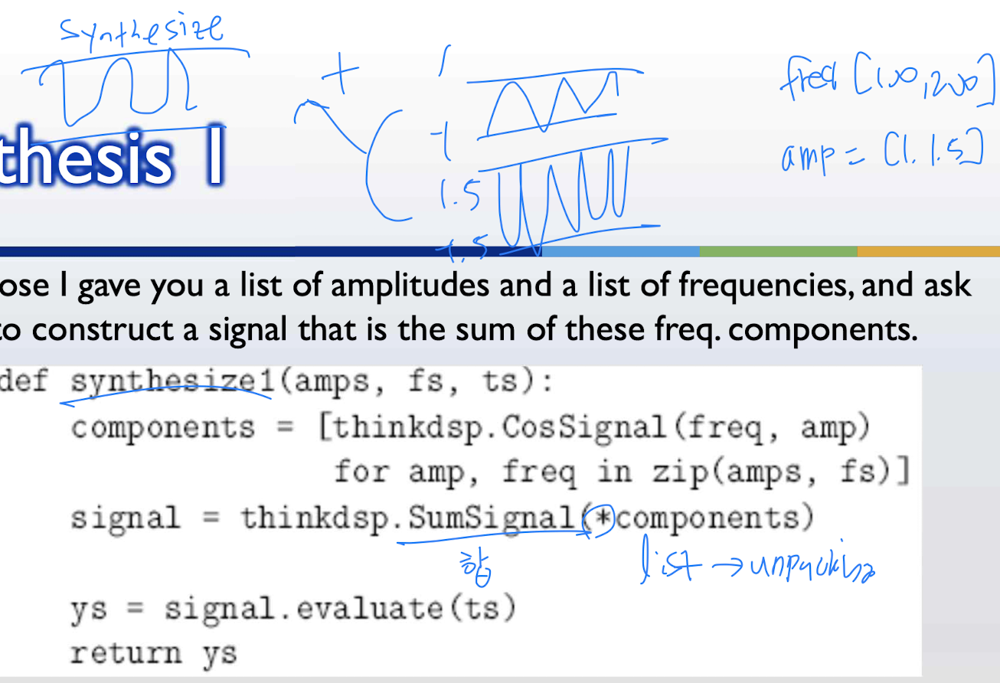 synthesize
+
1
-1
1.5
-1.5
freq [100, 200]
amp = [1. 1.5]
thesis 1
ose I gave you a list of amplitudes and a list of frequencies, and ask
to construct a signal that is the sum of these freq. components.
def synthesize1(amps, fs, ts):
components = [thinkdsp.CosSignal(freq, amp)
for amp, freq in zip(amps, fs)]
signal = thinkdsp.SumSignal(*components)
합
list → unpacking
ys = signal.evaluate(ts)
return ys